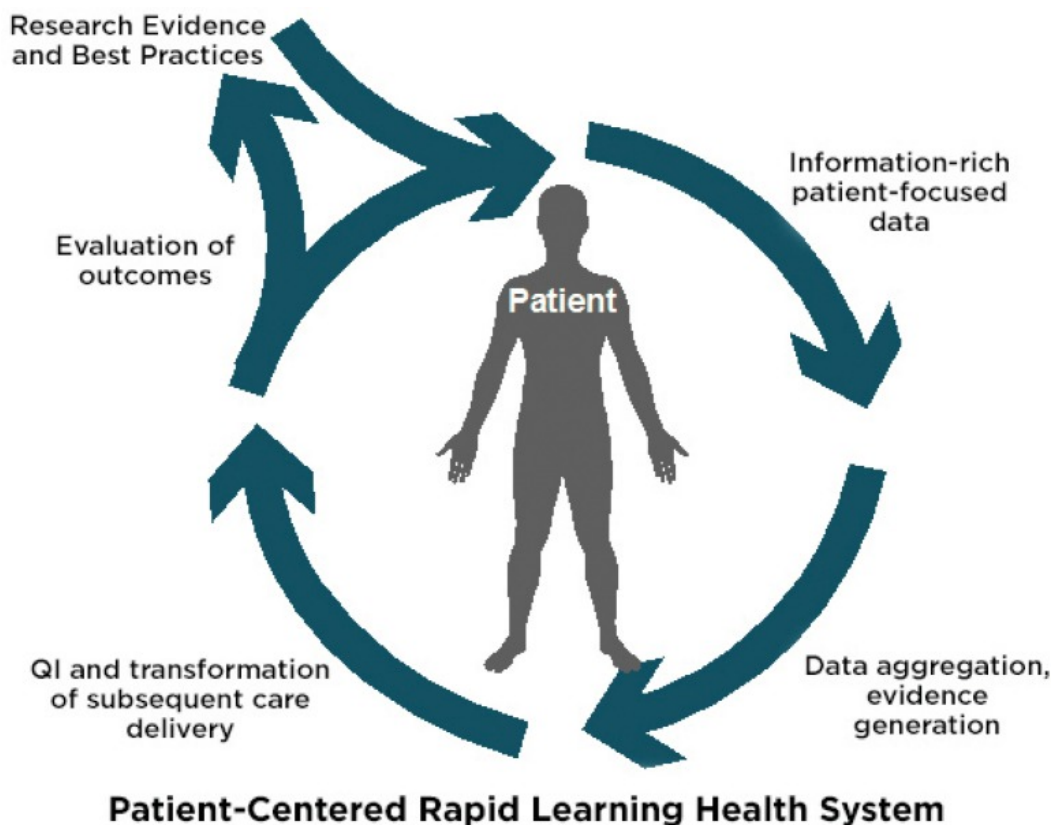 Research Evidence
and Best Practices
Information-rich
patient-focused
data
Evaluation of
outcomes
Patient
QI and transformation
of subsequent care
delivery
Data aggregation,
evidence
generation
Patient-Centered Rapid Learning Health System